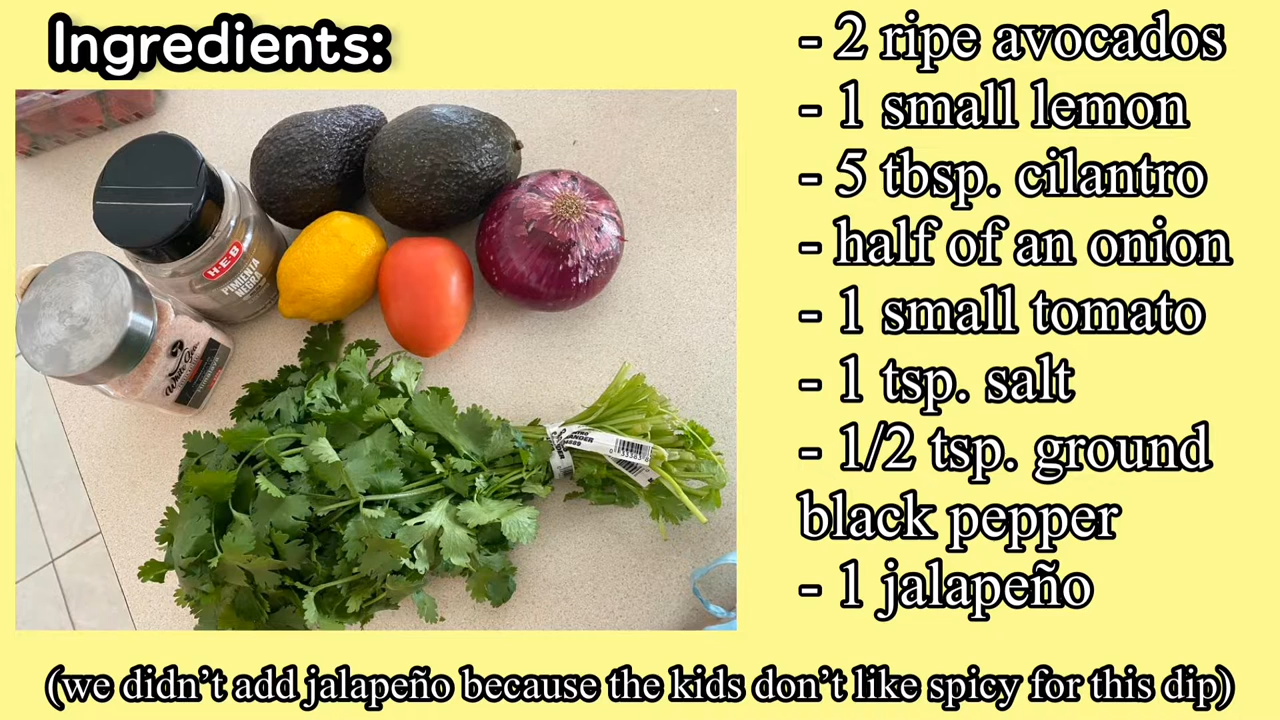 Ingredients:
- 2 ripe avocados
- 1 small lemon
- 5 tbsp. cilantro
- half of an onion
- 1 small tomato
- 1 tsp. salt
- 1/2 tsp. ground
black pepper
- 1 jalapeño
H-E-B
PIMIENTA
NEGRA
(we didn't add jalapeño because the kids don't like spicy for this dip)